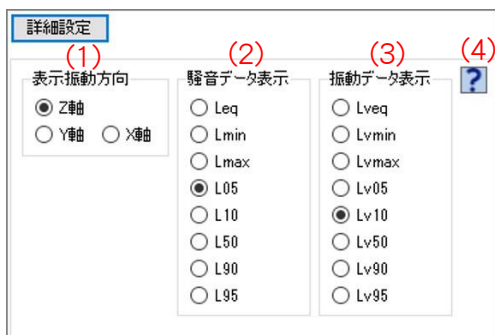 詳細設定
(1)
(2)
(3)
(4)
表示振動方向
Z軸
Y軸 X軸
騒音データ表示
Leq
Lmin
Lmax
L05
L10
L50
L90
L95
振動データ表示
Lveq
Lvmin
Lvmax
Lv05
Lv10
Lv50
Lv90
Lv95
?